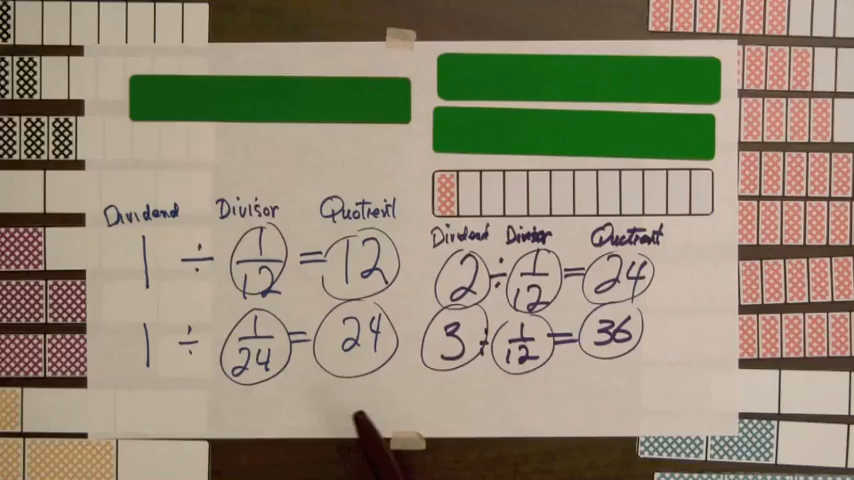 Dividend Divisor Quotient
1 ÷ 1/12 = 12
1 ÷ 1/24 = 24
Dividend Divisor Quotient
2 ÷ 1/12 = 24
3 ÷ 1/12 = 36